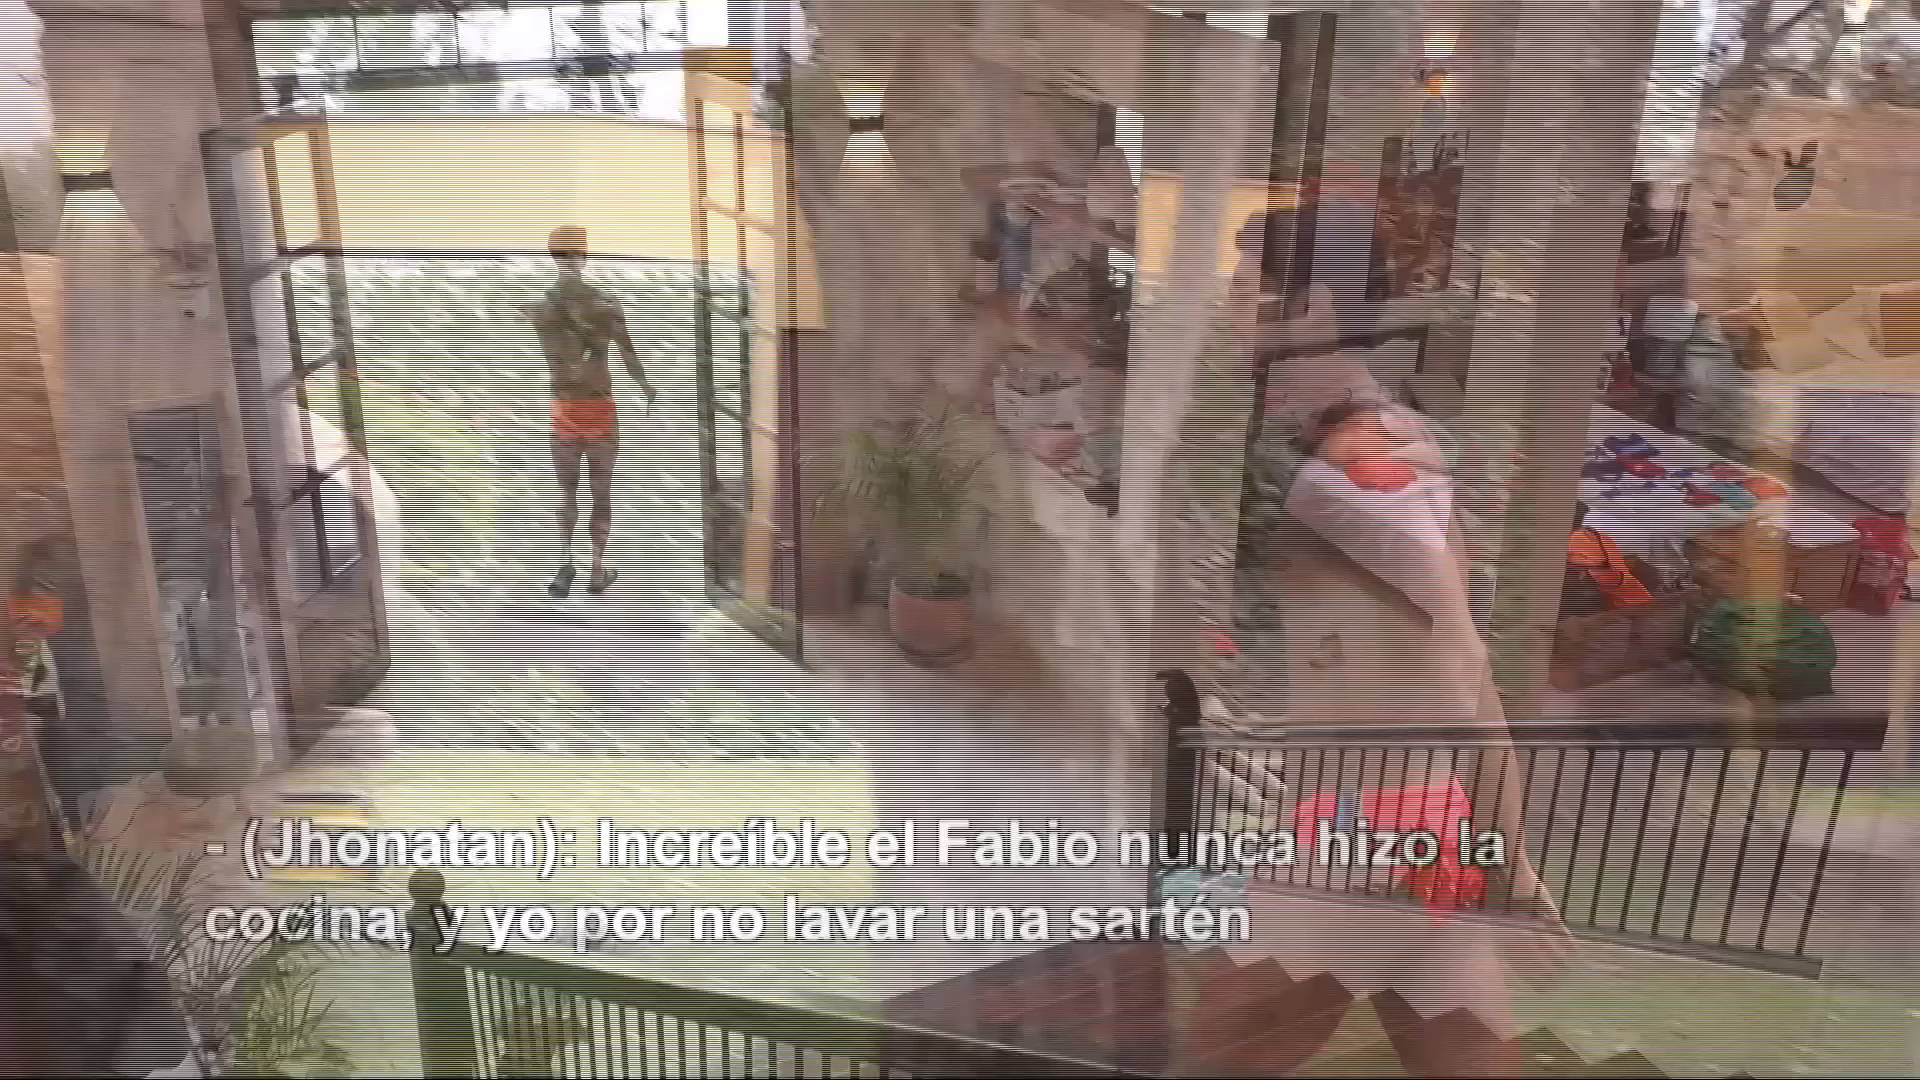 - (Jhonatan): Increíble el Fabio nunca hizo la
cocina, y yo por no lavar una sartén